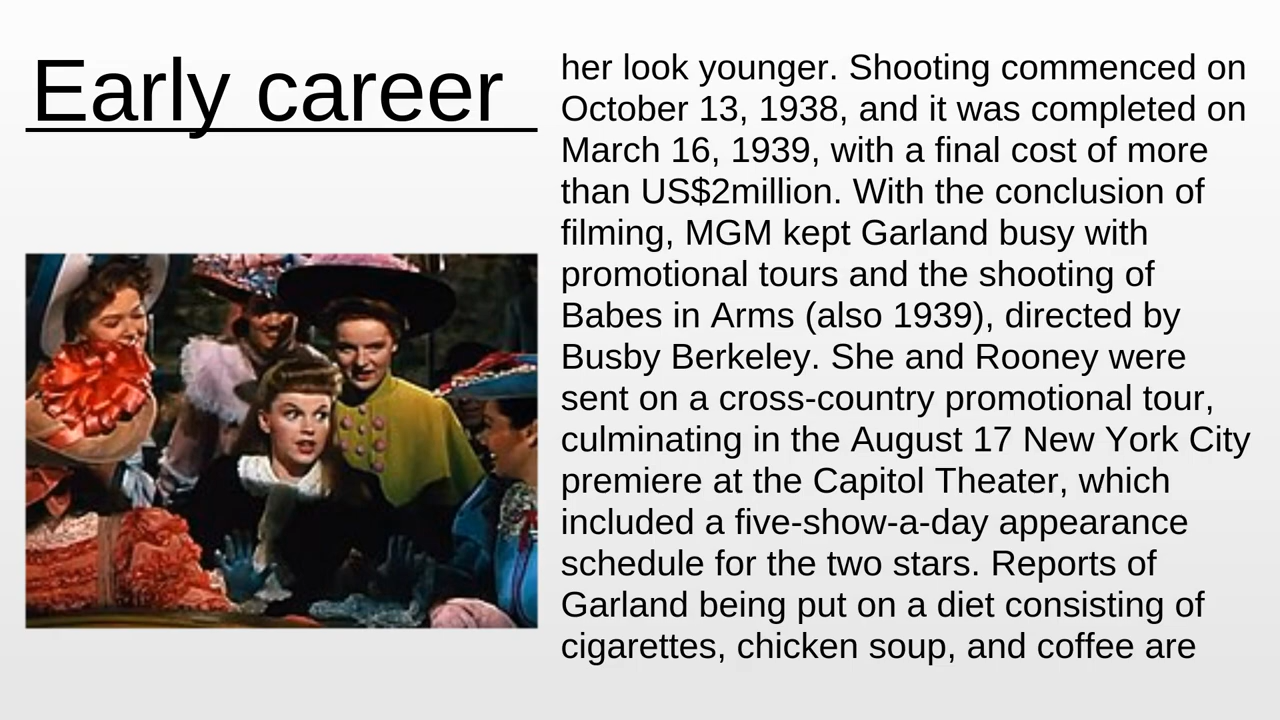 Early career
her look younger. Shooting commenced on
October 13, 1938, and it was completed on
March 16, 1939, with a final cost of more
than US$2million. With the conclusion of
filming, MGM kept Garland busy with
promotional tours and the shooting of
Babes in Arms (also 1939), directed by
Busby Berkeley. She and Rooney were
sent on a cross-country promotional tour,
culminating in the August 17 New York City
premiere at the Capitol Theater, which
included a five-show-a-day appearance
schedule for the two stars. Reports of
Garland being put on a diet consisting of
cigarettes, chicken soup, and coffee are